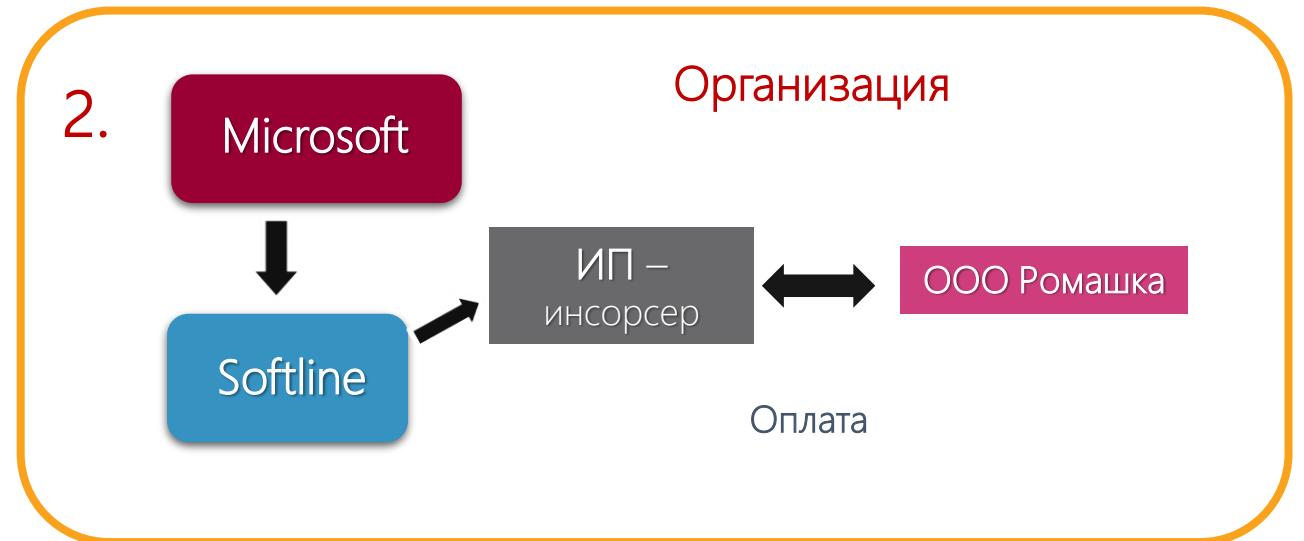 2.
Microsoft
Организация
ИП –
инсорсер
ООО Ромашка
Softline
Оплата